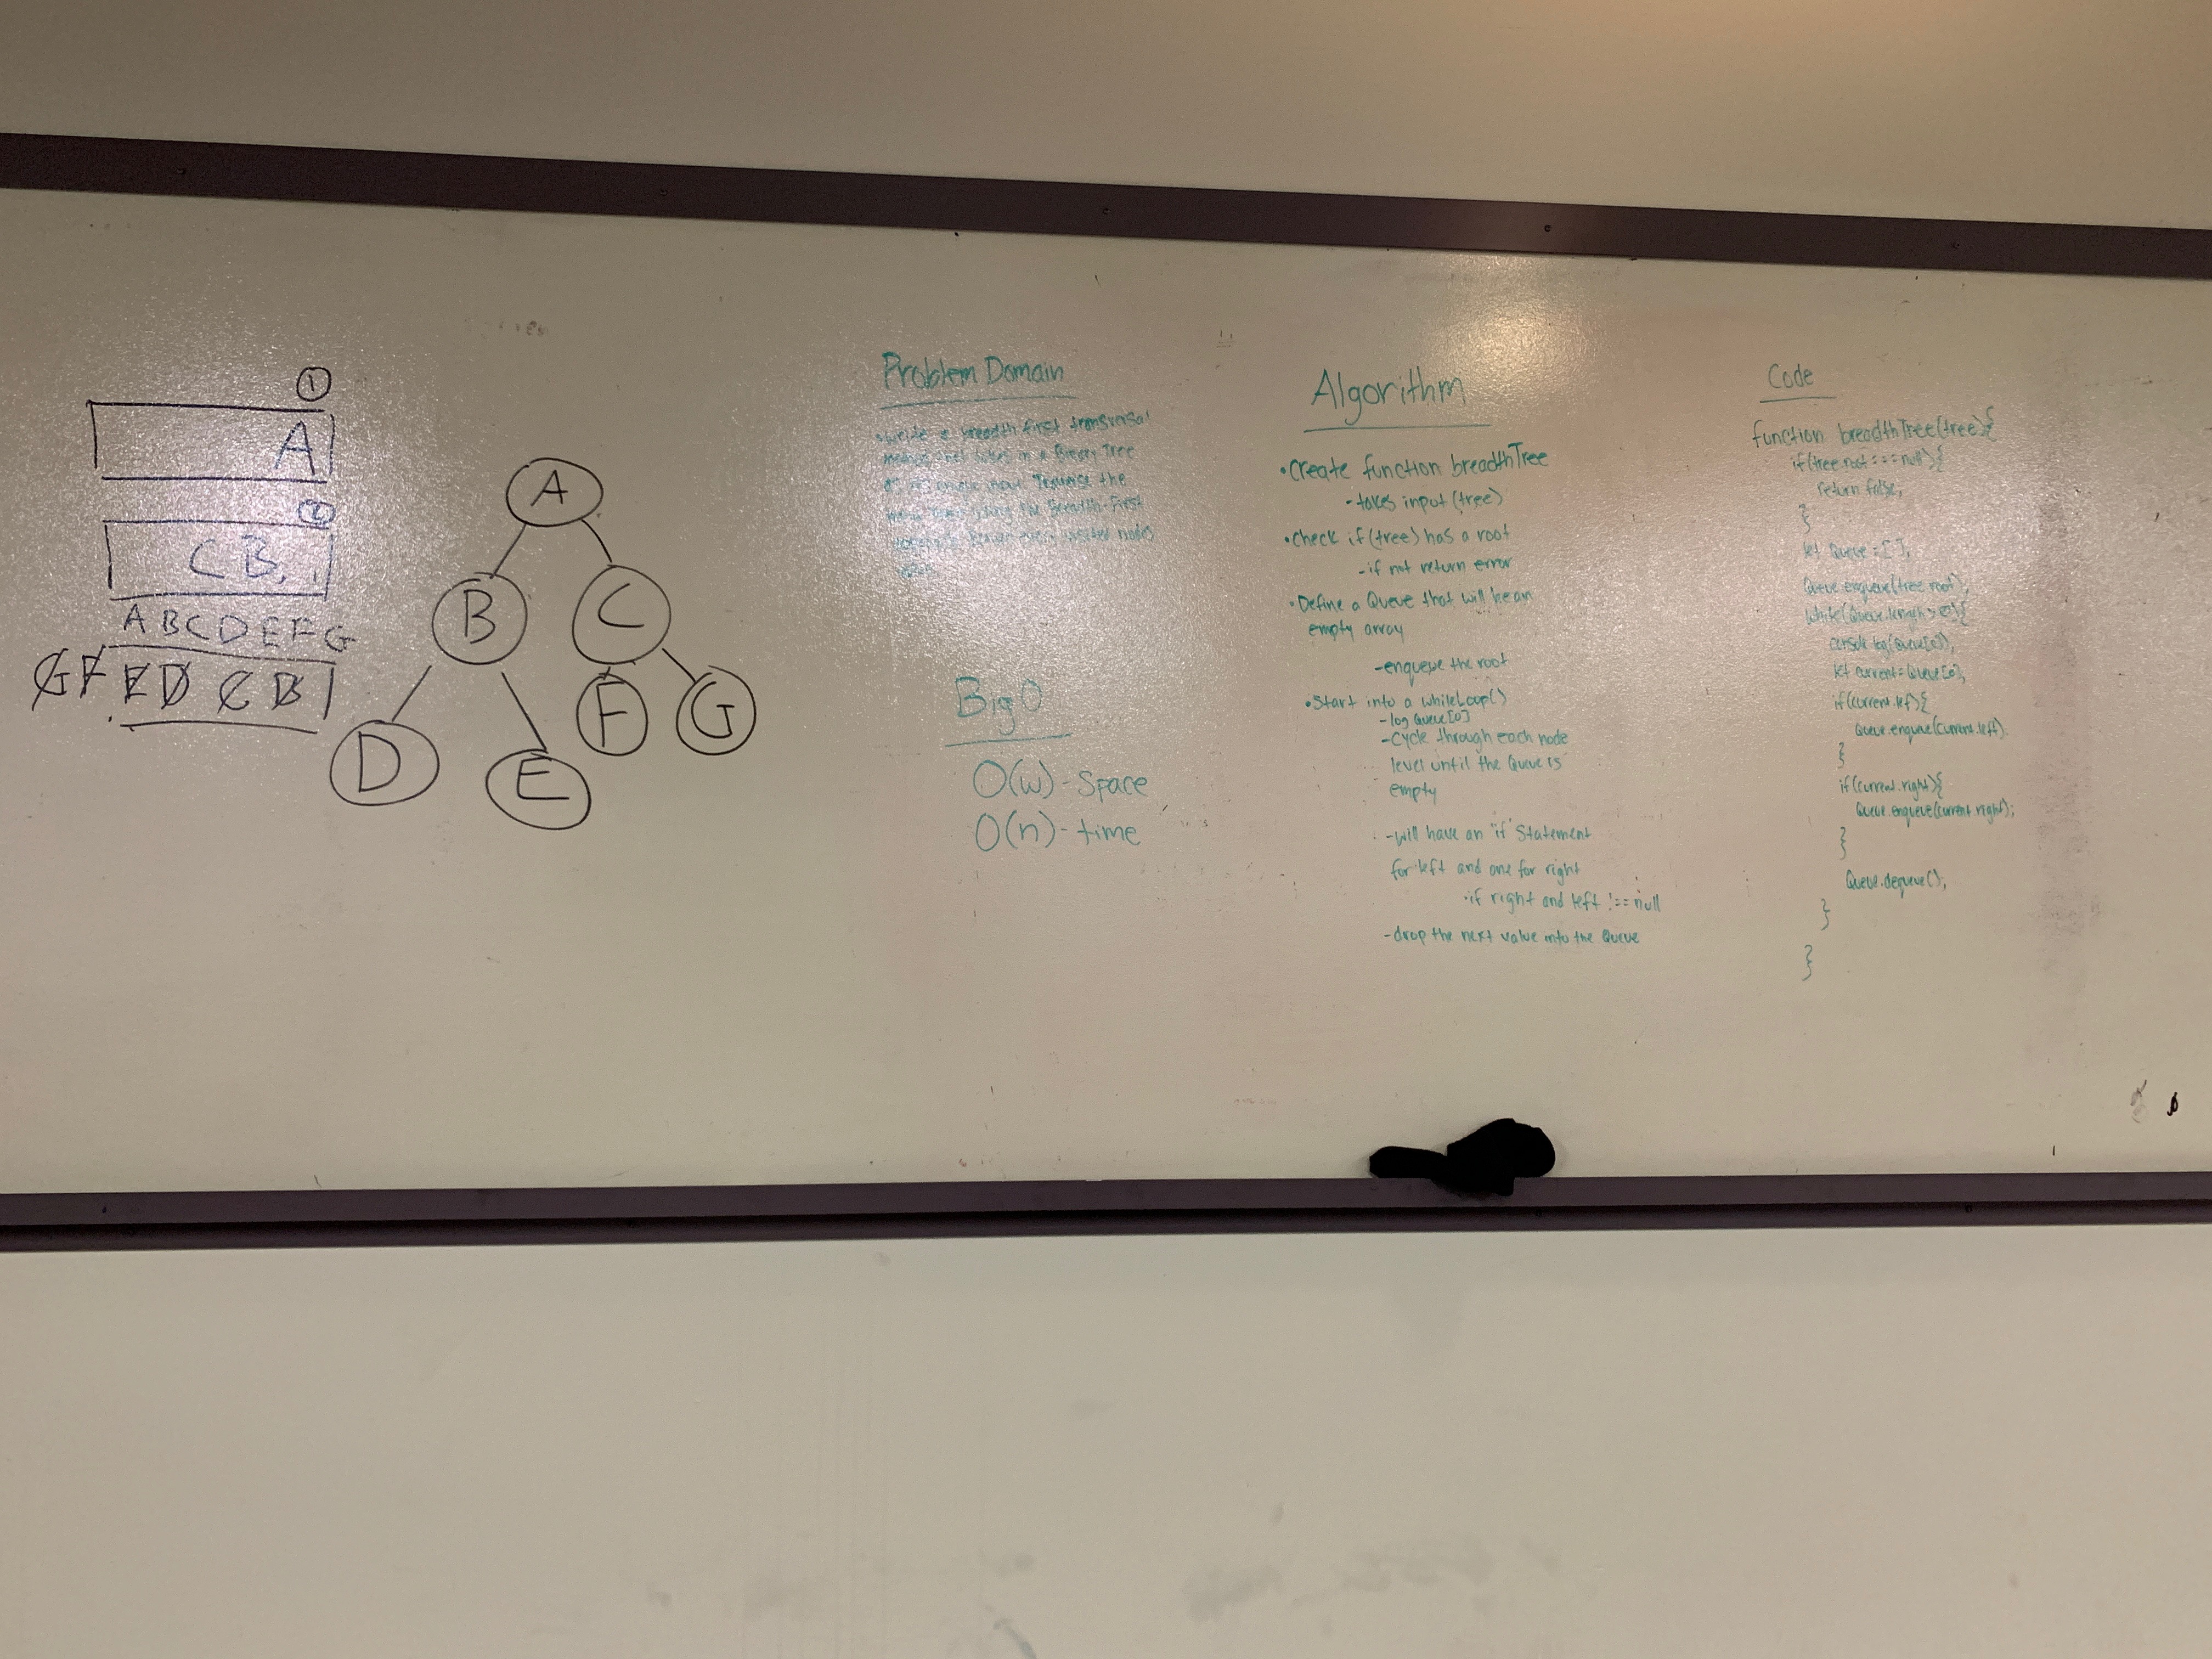 ①
A
②
C B
A B C D E F G
G F E D C B
A
B
C
D
E
F
G
Problem Domain
• Write a breadth first transversal
method that takes in a Binary Tree
as its unique input. Traverse the
the Breadth-First
every visited nodes
Big O
O(w) - Space
O(n) - time
Algorithm
• Create function breadthTree
- takes input (tree)
• Check if (tree) has a root
- if not return error
• Define a Queue that will be an
empty array
- enqueue the root
• Start into a whileLoop()
- log Queue[0]
- Cycle through each node
level until the Queue is
empty
- will have an "if" Statement
for left and one for right
• if right and left !== null
- drop the next value into the Queue
Code
function breadthTree(tree){
if(tree.root === null){
return false;
}
let Queue = [];
Queue.enqueue(tree.root);
while(Queue.length > 0){
console.log(Queue[0]);
let current = Queue[0];
if(current.left){
Queue.enqueue(current.left);
}
if(current.right){
Queue.enqueue(current.right);
}
Queue.dequeue();
}
}